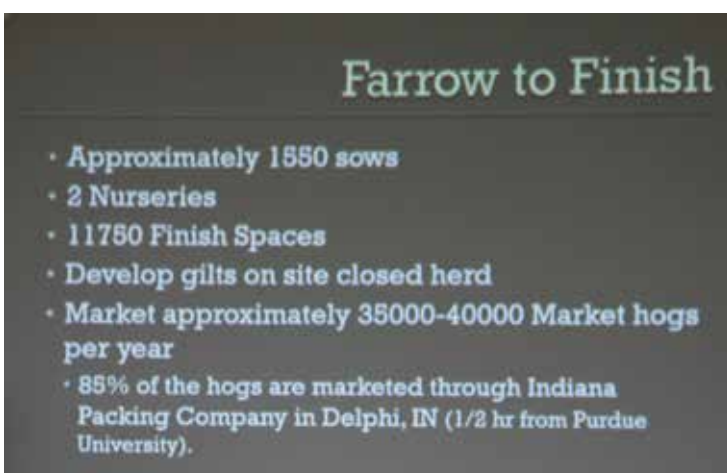 Farrow to Finish
• Approximately 1550 sows
• 2 Nurseries
• 11750 Finish Spaces
• Develop gilts on site closed herd
• Market approximately 35000-40000 Market hogs
per year
• 85% of the hogs are marketed through Indiana
Packing Company in Delphi, IN (1/2 hr from Purdue
University).